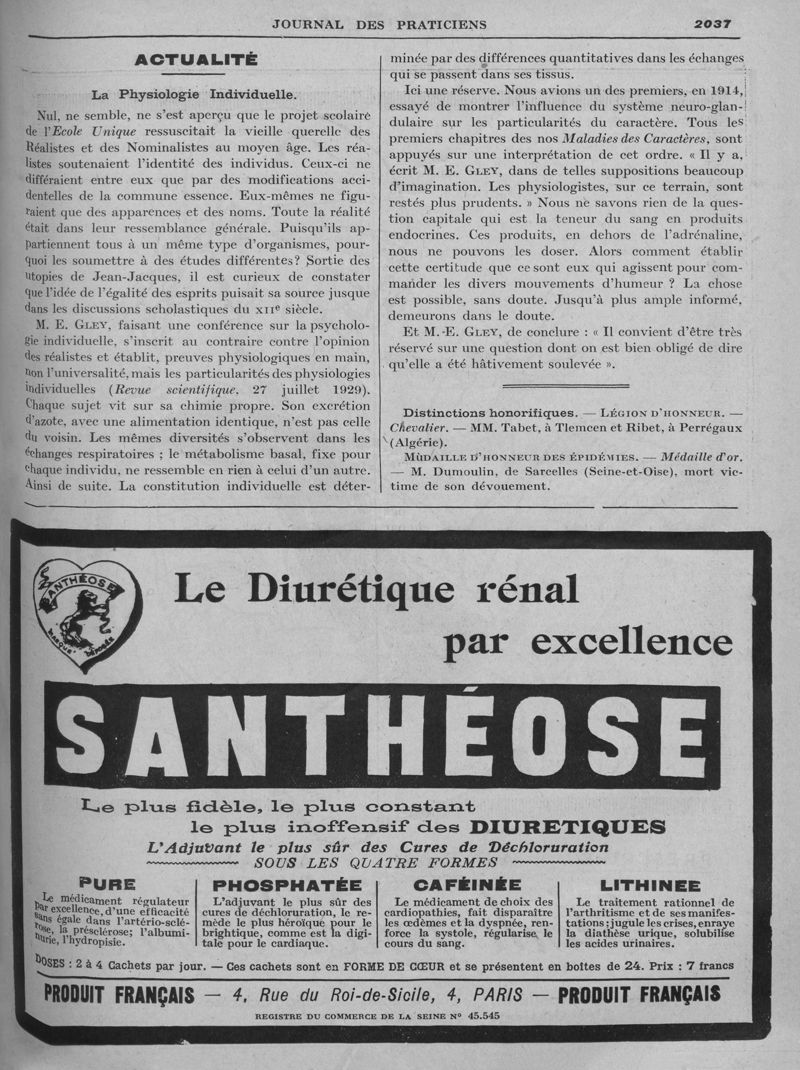 JOURNAL DES PRATICIENS 2037
ACTUALITÉ
La Physiologie Individuelle.
Nul, ne semble, ne s'est aperçu que le projet scolaire
de l'Ecole Unique ressuscitait la vieille querelle des
Réalistes et des Nominalistes au moyen âge. Les réa-
listes soutenaient l'identité des individus. Ceux-ci ne
différaient entre eux que par des modifications acci-
dentelles de la commune essence. Eux-mêmes ne figu-
raient que des apparences et des noms. Toute la réalité
était dans leur ressemblance générale. Puisqu'ils ap-
partiennent tous à un même type d'organismes, pour-
quoi les soumettre à des études différentes? Sortie des
utopies de Jean-Jacques, il est curieux de constater
que l'idée de l'égalité des esprits puisait sa source jusque
dans les discussions scholastiques du XIIe siècle.
M. E. GLEY, faisant une conférence sur la psycholo-
gie individuelle, s'inscrit au contraire contre l'opinion
des réalistes et établit, preuves physiologiques en main,
non l'universalité, mais les particularités des physiologies
individuelles (Revue scientifique. 27 juillet 1929).
Chaque sujet vit sur sa chimie propre. Son excrétion
d'azote, avec une alimentation identique, n'est pas celle
du voisin. Les mêmes diversités s'observent dans les
échanges respiratoires ; le métabolisme basal, fixe pour
chaque individu, ne ressemble en rien à celui d'un autre.
Ainsi de suite. La constitution individuelle est déter-
minée par des différences quantitatives dans les échanges
qui se passent dans ses tissus.
Ici une réserve. Nous avions un des premiers, en 1914,
essayé de montrer l'influence du système neuro-glan-
dulaire sur les particularités du caractère. Tous les
premiers chapitres des nos Maladies des Caractères, sont
appuyés sur une interprétation de cet ordre. « Il y a,
écrit M. E. GLEY, dans de telles suppositions beaucoup
d'imagination. Les physiologistes, sur ce terrain, sont
restés plus prudents. » Nous ne savons rien de la ques-
tion capitale qui est la teneur du sang en produits
endocrines. Ces produits, en dehors de l'adrénaline,
nous ne pouvons les doser. Alors comment établir
cette certitude que ce sont eux qui agissent pour com-
mander les divers mouvements d'humeur ? La chose
est possible, sans doute. Jusqu'à plus ample informé,
demeurons dans le doute.
Et M. E. GLEY, de conclure : « Il convient d'être très
réservé sur une question dont on est bien obligé de dire
qu'elle a été hâtivement soulevée ».
Distinctions honorifiques. — LÉGION D'HONNEUR. —
Chevalier. — MM. Tabet, à Tlemcen et Ribet, à Perrégaux
(Algérie).
MÙDAILLE D'HONNEUR DES ÉPIDÉMIES. — Médaille d'or.
— M. Dumoulin, de Sarcelles (Seine-et-Oise), mort vic-
time de son dévouement.
SANTHÉOSE
MARQUE DÉPOSÉE
Le Diurétique rénal
par excellence
SANTHÉOSE
Le plus fidèle, le plus constant
le plus inoffensif des DIURETIQUES
L'Adjuvant le plus sûr des Cures de Déchloruration
SOUS LES QUATRE FORMES
PURE
Le médicament régulateur
par excellence, d'une efficacité
sans égale dans l'artério-sclé-
rose, la présclérose; l'albumi-
nurie, l'hydropisie.
PHOSPHATÉE
L'adjuvant le plus sûr des
cures de déchloruration, le re-
mède le plus héroïque pour le
brightique, comme est la digi-
tale pour le cardiaque.
CAFÉINÉE
Le médicament de choix des
cardiopathies, fait disparaître
les œdèmes et la dyspnée, ren-
force la systole, régularise le
cours du sang.
LITHINEE
Le traitement rationnel de
l'arthritisme et de ses manifes-
tations ; jugule les crises, enraye
la diathèse urique, solubilise
les acides urinaires.
DOSES : 2 à 4 Cachets par jour. — Ces cachets sont en FORME DE CŒUR et se présentent en boîtes de 24. Prix : 7 francs
PRODUIT FRANÇAIS — 4, Rue du Roi-de-Sicile, 4, PARIS — PRODUIT FRANÇAIS
REGISTRE DU COMMERCE DE LA SEINE N° 45.545